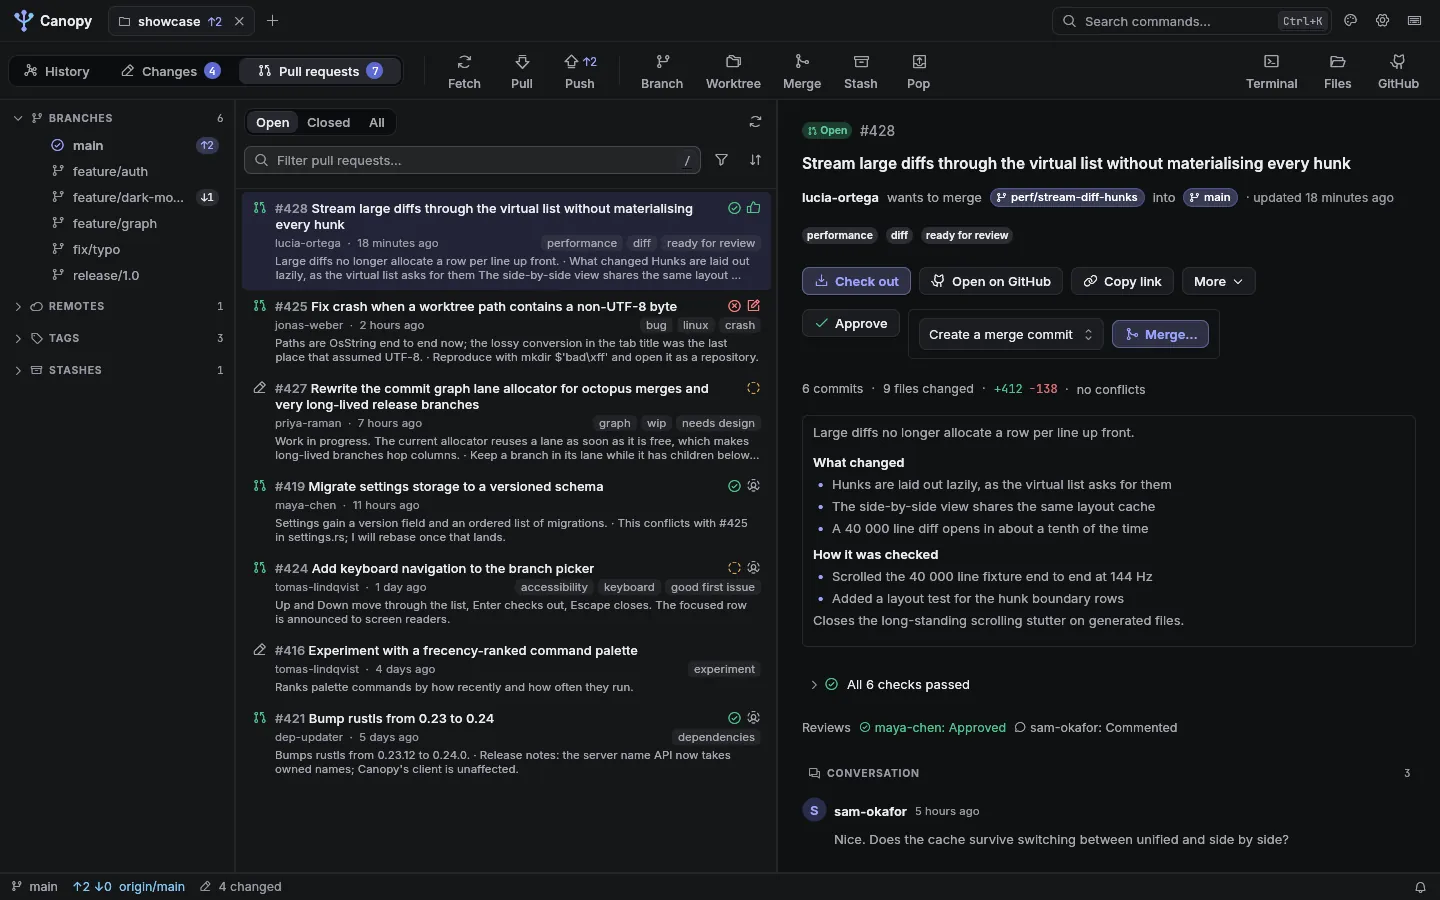 Canopy
showcase ↑2
Search commands... Ctrl+K
History
Changes 4
Pull requests 7
Fetch
Pull
↑2
Push
Branch
Worktree
Merge
Stash
Pop
Terminal
Files
GitHub
BRANCHES 6
main ↑2
feature/auth
feature/dark-mo... ↓1
feature/graph
fix/typo
release/1.0
REMOTES 1
TAGS 3
STASHES 1
Open Closed All
Filter pull requests... /
#428 Stream large diffs through the virtual list without materialising
every hunk
lucia-ortega · 18 minutes ago performance diff ready for review
Large diffs no longer allocate a row per line up front. · What changed Hunks are laid out
lazily, as the virtual list asks for them The side-by-side view shares the same layout ...
#425 Fix crash when a worktree path contains a non-UTF-8 byte
jonas-weber · 2 hours ago bug linux crash
Paths are OsString end to end now; the lossy conversion in the tab title was the last
place that assumed UTF-8. · Reproduce with mkdir $'bad\xff' and open it as a repository.
#427 Rewrite the commit graph lane allocator for octopus merges and
very long-lived release branches
priya-raman · 7 hours ago graph wip needs design
Work in progress. The current allocator reuses a lane as soon as it is free, which makes
long-lived branches hop columns. · Keep a branch in its lane while it has children below...
#419 Migrate settings storage to a versioned schema
maya-chen · 11 hours ago
Settings gain a version field and an ordered list of migrations. · This conflicts with #425
in settings.rs; I will rebase once that lands.
#424 Add keyboard navigation to the branch picker
tomas-lindqvist · 1 day ago accessibility keyboard good first issue
Up and Down move through the list, Enter checks out, Escape closes. The focused row
is announced to screen readers.
#416 Experiment with a frecency-ranked command palette
tomas-lindqvist · 4 days ago experiment
Ranks palette commands by how recently and how often they run.
#421 Bump rustls from 0.23 to 0.24
dep-updater · 5 days ago dependencies
Bumps rustls from 0.23.12 to 0.24.0. · Release notes: the server name API now takes
owned names; Canopy's client is unaffected.
Open #428
Stream large diffs through the virtual list without materialising every hunk
lucia-ortega wants to merge perf/stream-diff-hunks into main · updated 18 minutes ago
performance diff ready for review
Check out
Open on GitHub
Copy link
More
Approve
Create a merge commit
Merge...
6 commits · 9 files changed · +412 -138 · no conflicts
Large diffs no longer allocate a row per line up front.
What changed
• Hunks are laid out lazily, as the virtual list asks for them
• The side-by-side view shares the same layout cache
• A 40 000 line diff opens in about a tenth of the time
How it was checked
• Scrolled the 40 000 line fixture end to end at 144 Hz
• Added a layout test for the hunk boundary rows
Closes the long-standing scrolling stutter on generated files.
All 6 checks passed
Reviews maya-chen: Approved sam-okafor: Commented
CONVERSATION 3
S sam-okafor 5 hours ago
Nice. Does the cache survive switching between unified and side by side?
main ↑2 ↓0 origin/main 4 changed